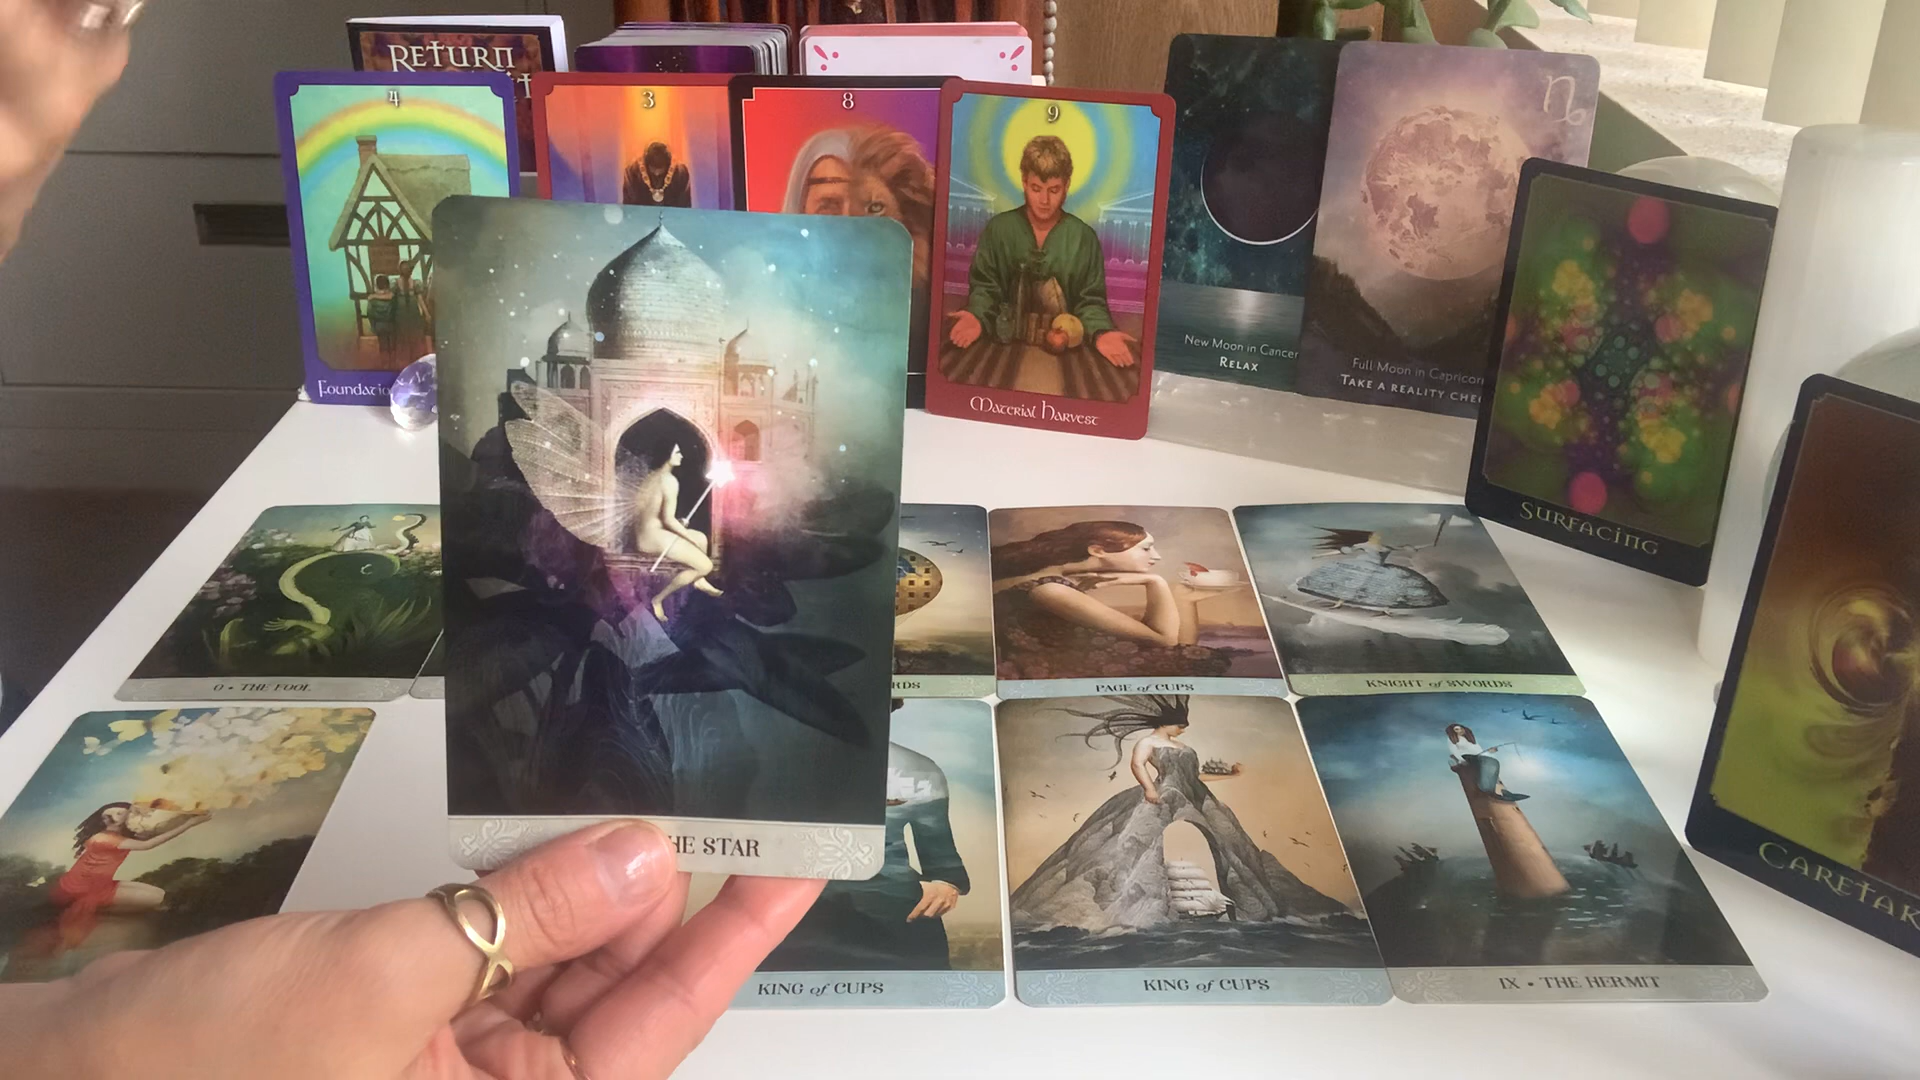 RETURN
4
3
8
9
Foundatio
Material Harvest
New Moon in Cancer
RELAX
Full Moon in Capricorn
TAKE A REALITY CHEC
SURFACING
CARETAK
HE STAR
0 • THE FOOL
RDS
PAGE of CUPS
KNIGHT of SWORDS
KING of CUPS
KING of CUPS
IX • THE HERMIT